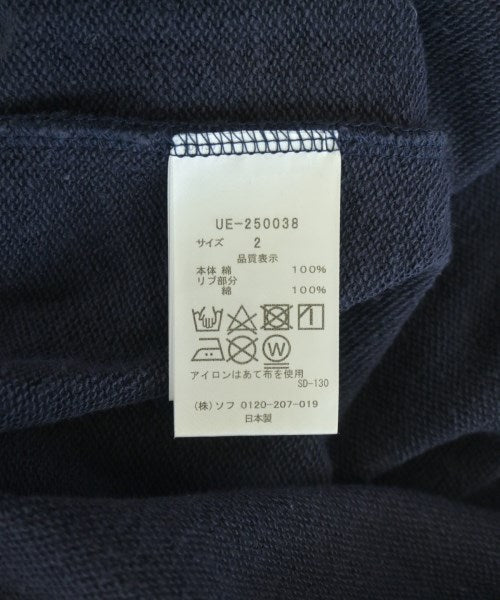 UE-250038
サイズ 2
品質表示
本体 綿 100%
リブ部分
綿 100%
W
アイロンはあて布を使用
SD-130
(株) ソフ 0120-207-019
日本製